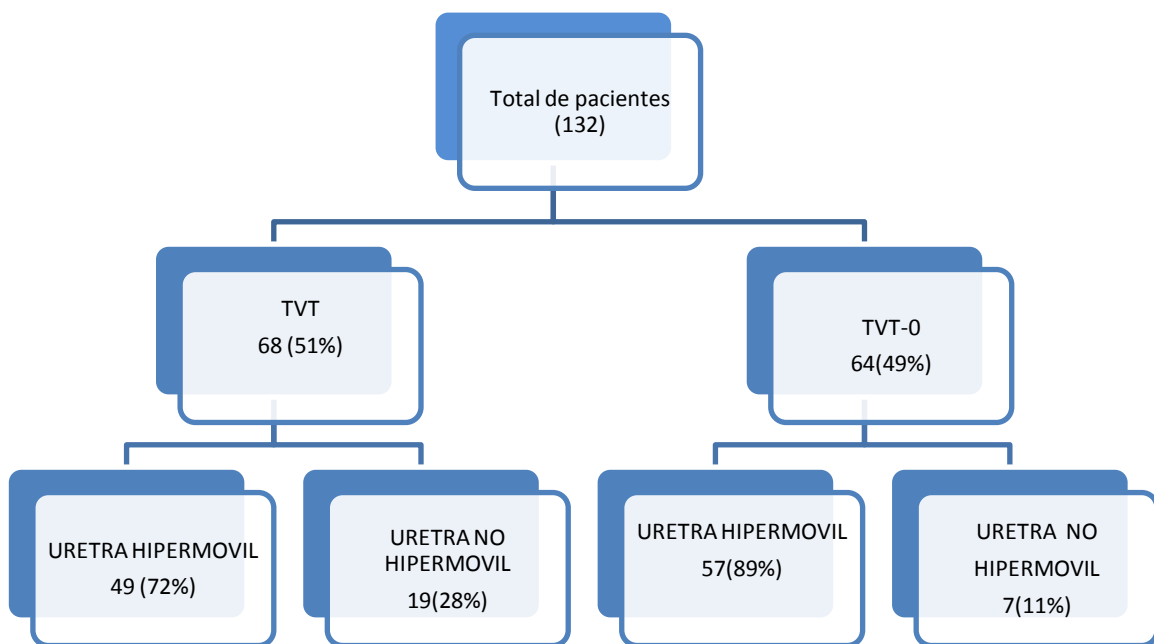 Total de pacientes
(132)
TVT
68 (51%)
TVT-0
64(49%)
URETRA HIPERMOVIL
49 (72%)
URETRA NO
HIPERMOVIL
19(28%)
URETRA HIPERMOVIL
57(89%)
URETRA NO
HIPERMOVIL
7(11%)